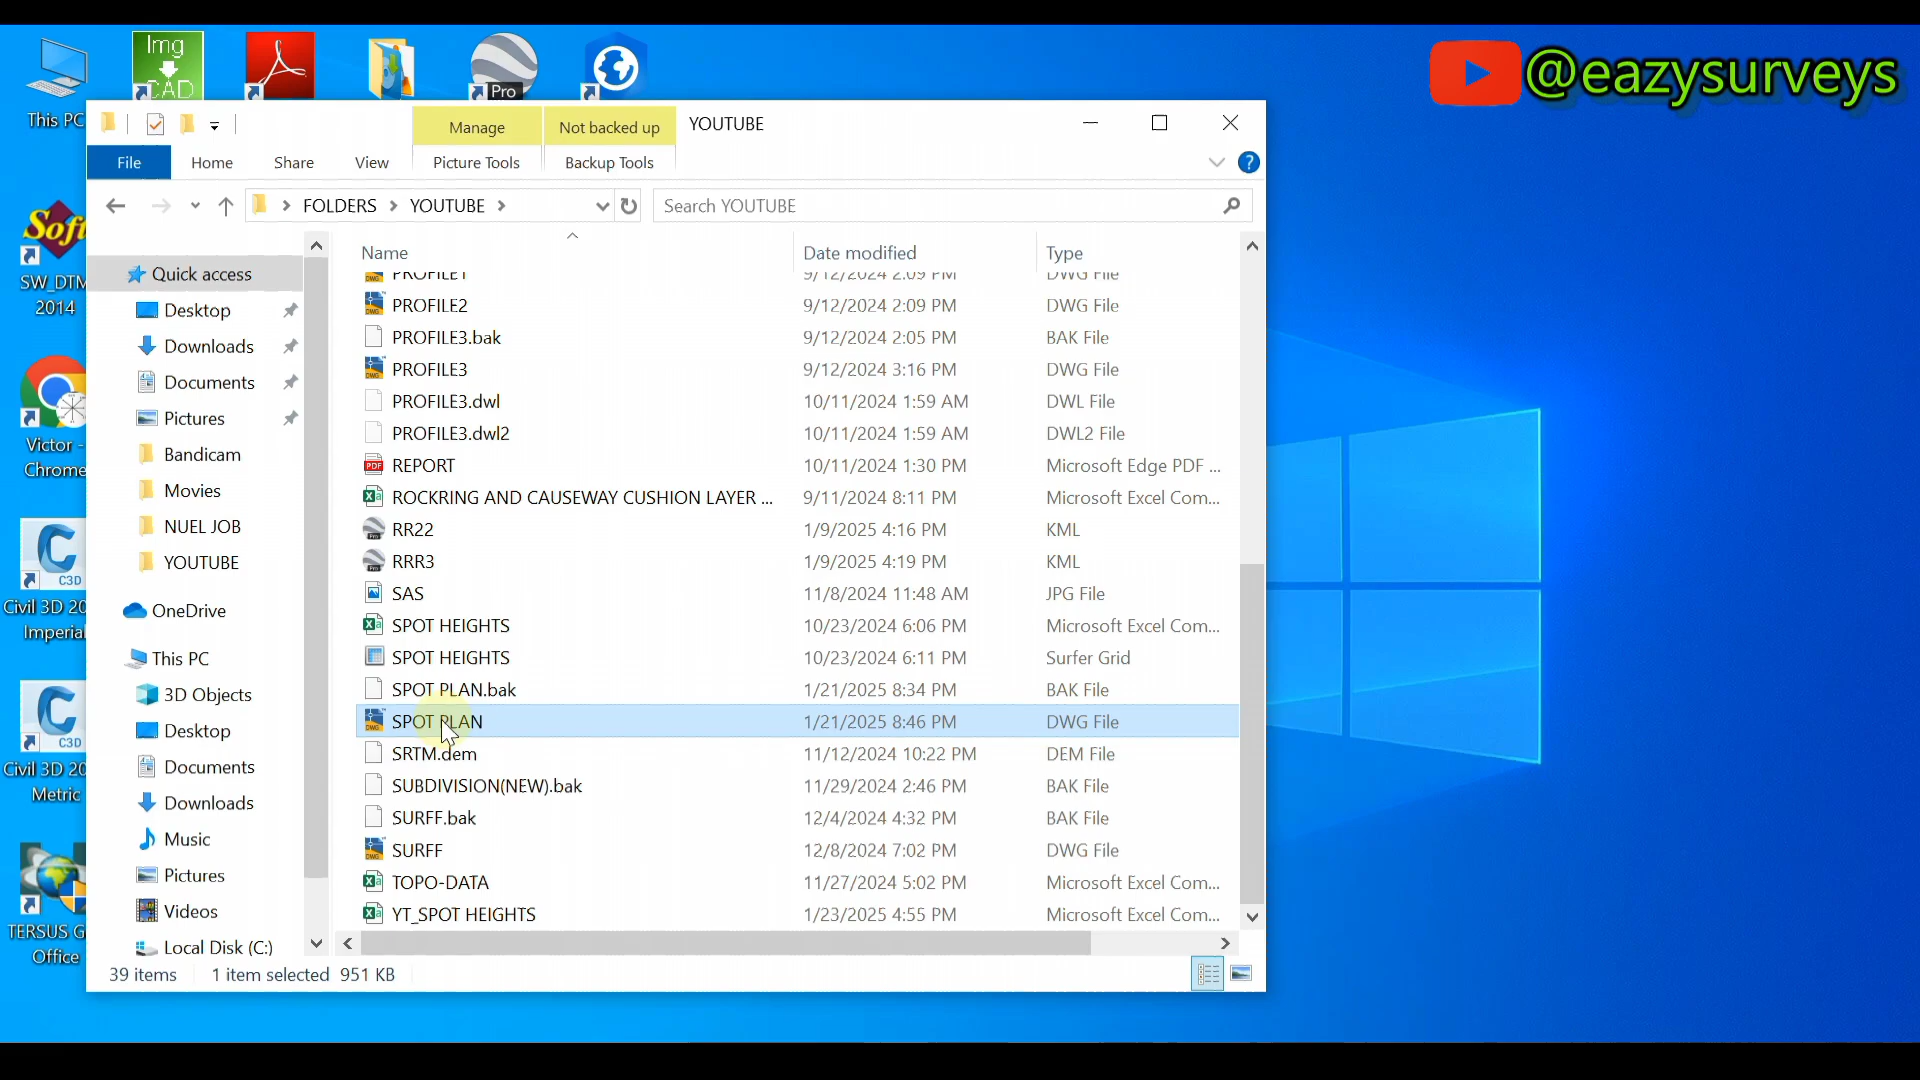 @eazysurveys
Img
CAD
Pro
This PC
Manage
Not backed up
YOUTUBE
File
Home
Share
View
Picture Tools
Backup Tools
FOLDERS
YOUTUBE
Search YOUTUBE
Soft
SW_DTM
2014
Victor -
Chrome
C3D
Civil 3D 20
Imperial
C3D
Civil 3D 20
Metric
TERSUS G
Office
Quick access
Desktop
Downloads
Documents
Pictures
Bandicam
Movies
NUEL JOB
YOUTUBE
OneDrive
This PC
3D Objects
Desktop
Documents
Downloads
Music
Pictures
Videos
Local Disk (C:)
Name Date modified Type
PROFILE1 9/12/2024 2:09 PM DWG File
PROFILE2 9/12/2024 2:09 PM DWG File
PROFILE3.bak 9/12/2024 2:05 PM BAK File
PROFILE3 9/12/2024 3:16 PM DWG File
PROFILE3.dwl 10/11/2024 1:59 AM DWL File
PROFILE3.dwl2 10/11/2024 1:59 AM DWL2 File
REPORT 10/11/2024 1:30 PM Microsoft Edge PDF ...
ROCKRING AND CAUSEWAY CUSHION LAYER ... 9/11/2024 8:11 PM Microsoft Excel Com...
RR22 1/9/2025 4:16 PM KML
RRR3 1/9/2025 4:19 PM KML
SAS 11/8/2024 11:48 AM JPG File
SPOT HEIGHTS 10/23/2024 6:06 PM Microsoft Excel Com...
SPOT HEIGHTS 10/23/2024 6:11 PM Surfer Grid
SPOT PLAN.bak 1/21/2025 8:34 PM BAK File
SPOT PLAN 1/21/2025 8:46 PM DWG File
SRTM.dem 11/12/2024 10:22 PM DEM File
SUBDIVISION(NEW).bak 11/29/2024 2:46 PM BAK File
SURFF.bak 12/4/2024 4:32 PM BAK File
SURFF 12/8/2024 7:02 PM DWG File
TOPO-DATA 11/27/2024 5:02 PM Microsoft Excel Com...
YT_SPOT HEIGHTS 1/23/2025 4:55 PM Microsoft Excel Com...
39 items 1 item selected 951 KB